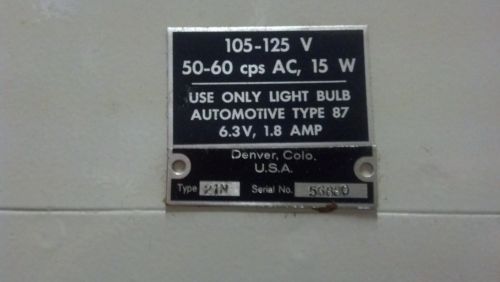 105-125 V
50-60 cps AC, 15 W
USE ONLY LIGHT BULB
AUTOMOTIVE TYPE 87
6.3V, 1.8 AMP
Denver, Colo.
U.S.A.
Type Serial No.